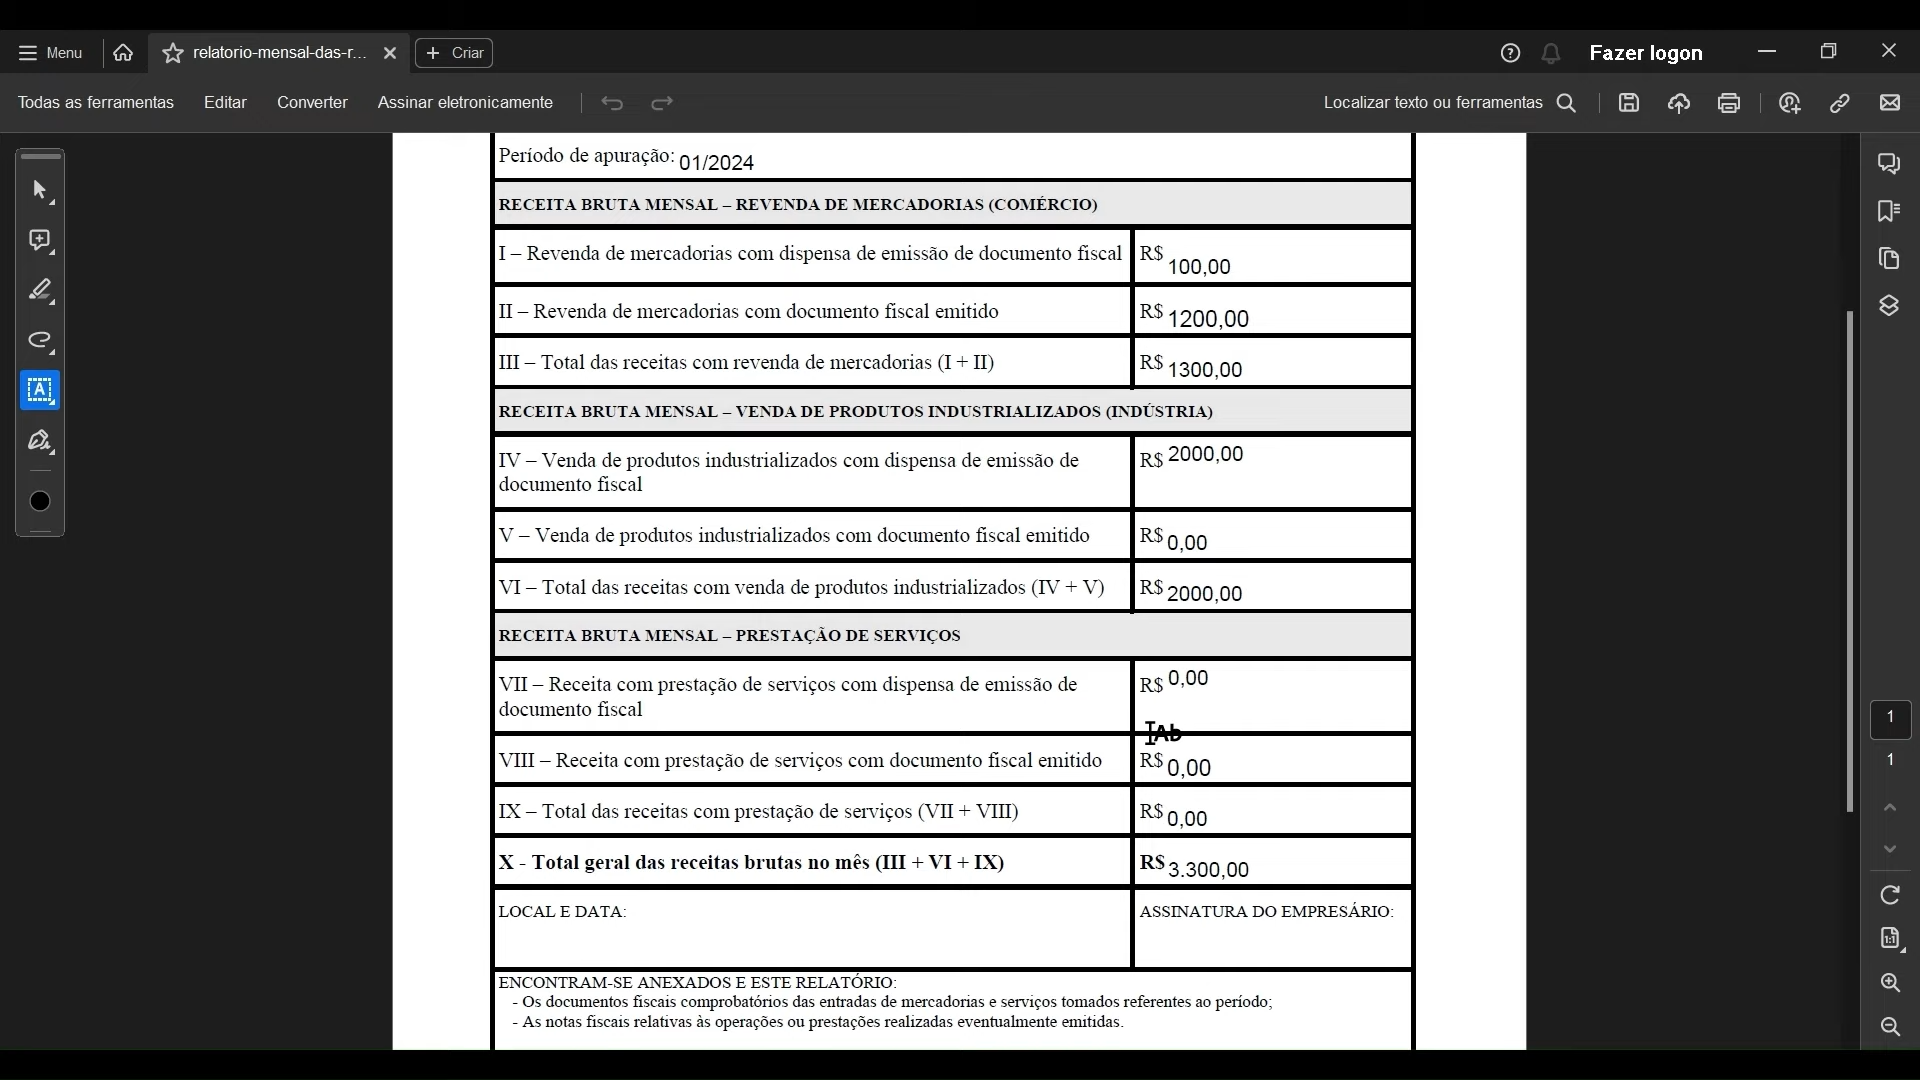 Menu
relatorio-mensal-das-r...
Criar
Fazer logon
Todas as ferramentas
Editar
Converter
Assinar eletronicamente
Localizar texto ou ferramentas
Período de apuração: 01/2024
RECEITA BRUTA MENSAL – REVENDA DE MERCADORIAS (COMÉRCIO)
I – Revenda de mercadorias com dispensa de emissão de documento fiscal R$ 100,00
II – Revenda de mercadorias com documento fiscal emitido R$ 1200,00
III – Total das receitas com revenda de mercadorias (I + II) R$ 1300,00
RECEITA BRUTA MENSAL – VENDA DE PRODUTOS INDUSTRIALIZADOS (INDÚSTRIA)
IV – Venda de produtos industrializados com dispensa de emissão de R$ 2000,00
documento fiscal
V – Venda de produtos industrializados com documento fiscal emitido R$ 0,00
VI – Total das receitas com venda de produtos industrializados (IV + V) R$ 2000,00
RECEITA BRUTA MENSAL – PRESTAÇÃO DE SERVIÇOS
VII – Receita com prestação de serviços com dispensa de emissão de R$ 0,00
documento fiscal
Ab
VIII – Receita com prestação de serviços com documento fiscal emitido R$ 0,00
IX – Total das receitas com prestação de serviços (VII + VIII) R$ 0,00
X - Total geral das receitas brutas no mês (III + VI + IX) R$ 3.300,00
LOCAL E DATA: ASSINATURA DO EMPRESÁRIO:
ENCONTRAM-SE ANEXADOS E ESTE RELATÓRIO:
- Os documentos fiscais comprobatórios das entradas de mercadorias e serviços tomados referentes ao período;
- As notas fiscais relativas às operações ou prestações realizadas eventualmente emitidas.
1
1
1:1